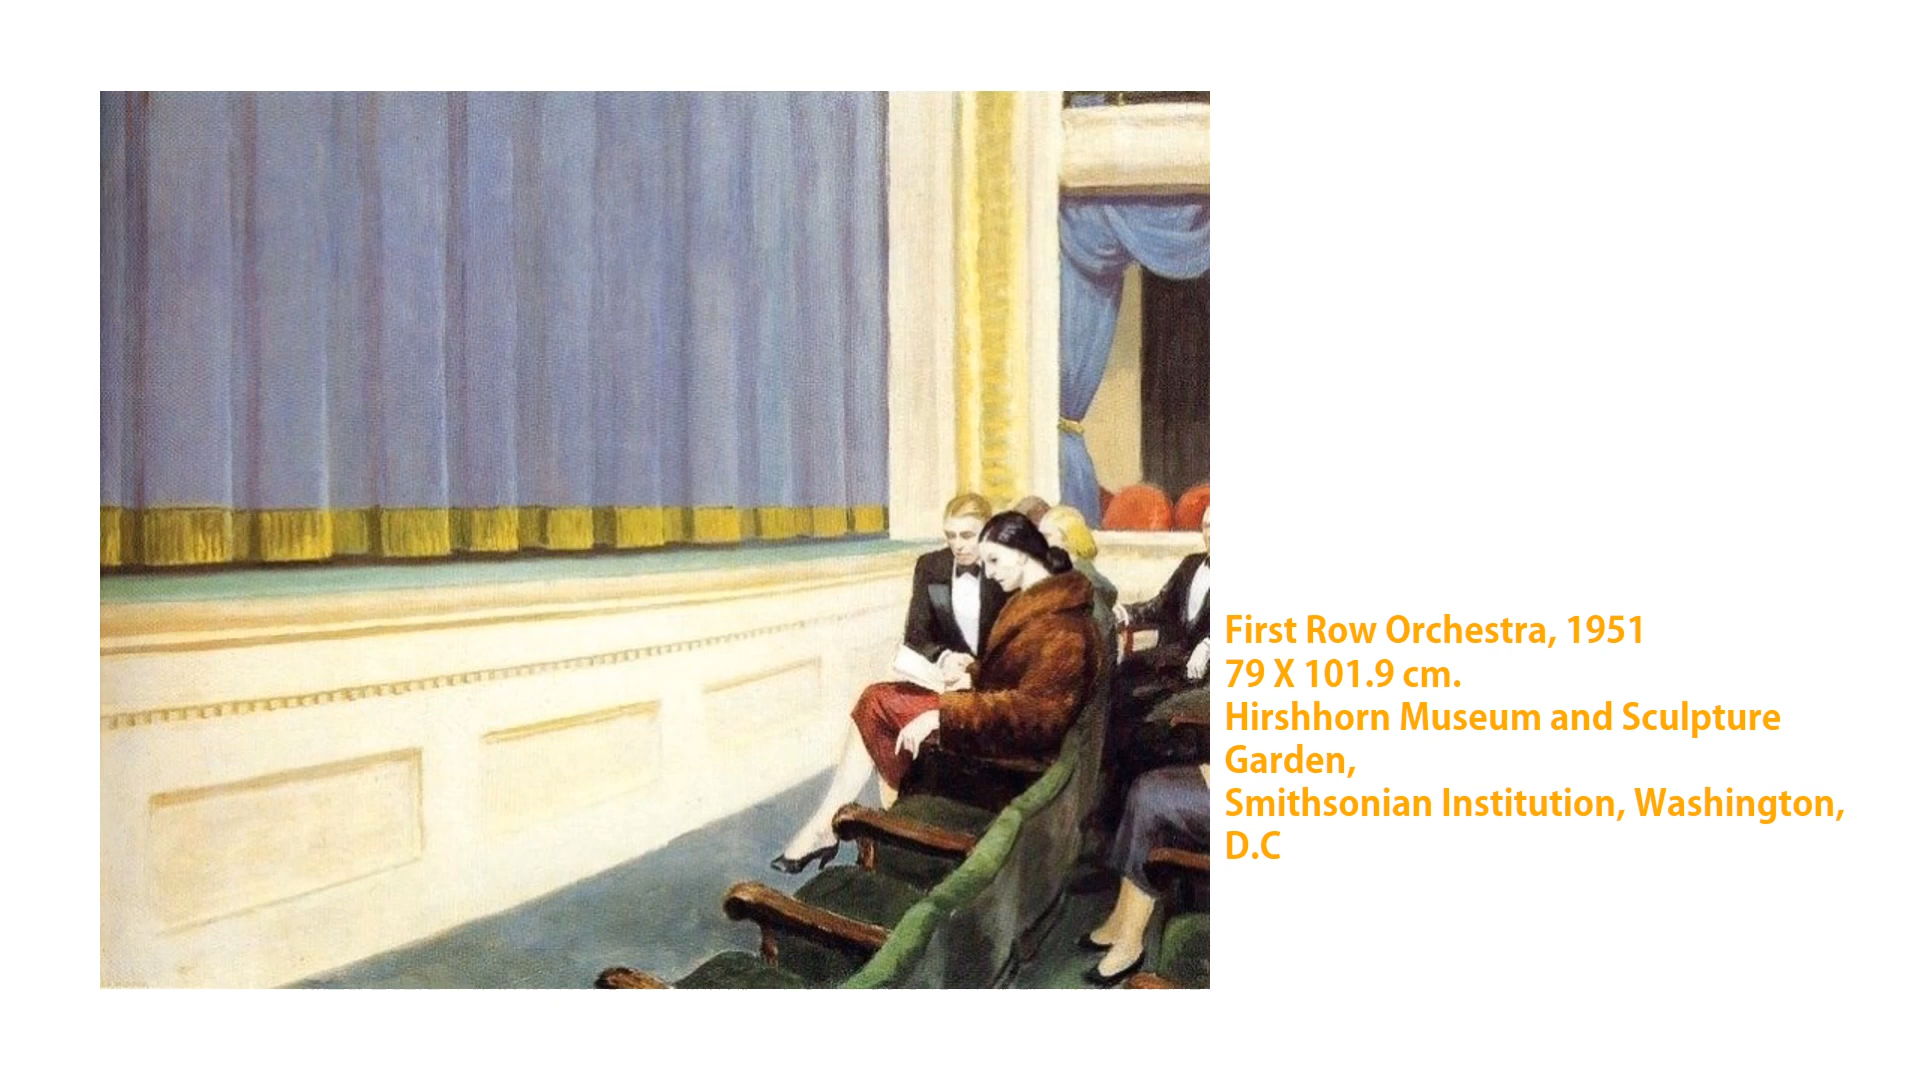 First Row Orchestra, 1951
79 X 101.9 cm.
Hirshhorn Museum and Sculpture
Garden,
Smithsonian Institution, Washington,
D.C